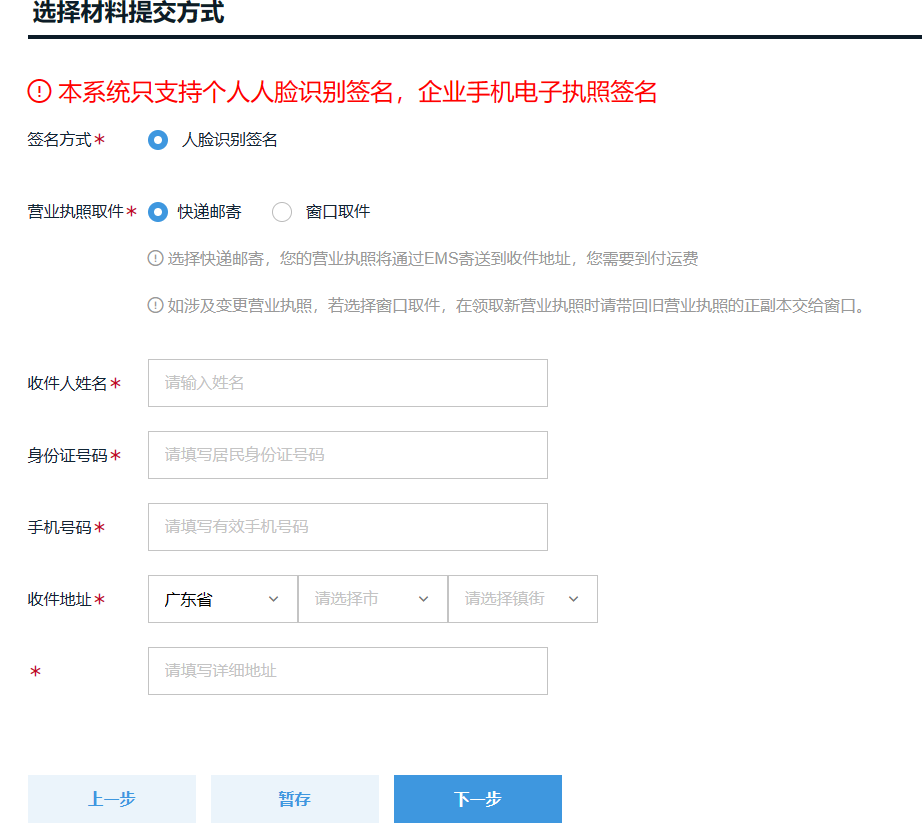 选择材料提交方式
本系统只支持个人人脸识别签名，企业手机电子执照签名
签名方式* 人脸识别签名
营业执照取件* 快递邮寄 窗口取件
选择快递邮寄，您的营业执照将通过EMS寄送到收件地址，您需要到付运费
如涉及变更营业执照，若选择窗口取件，在领取新营业执照时请带回旧营业执照的正副本交给窗口。
收件人姓名* 请输入姓名
身份证号码* 请填写居民身份证号码
手机号码* 请填写有效手机号码
收件地址* 广东省 请选择市 请选择镇街
* 请填写详细地址
上一步 暂存 下一步